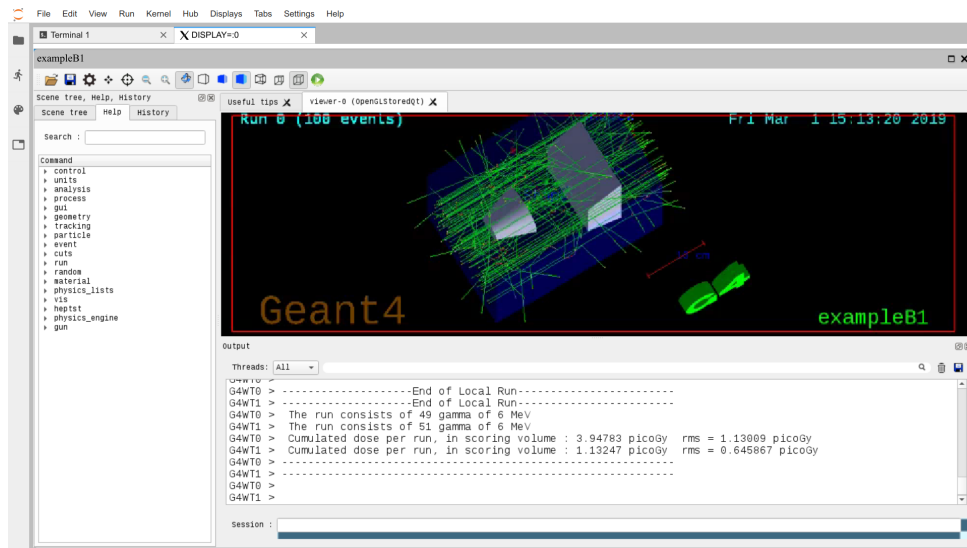 File Edit View Run Kernel Hub Displays Tabs Settings Help
Terminal 1
DISPLAY=:0
exampleB1
Scene tree, Help, History
Useful tips
viewer-0 (OpenGLStoredQt)
Scene tree Help History
Search :
Command
control
units
analysis
process
gui
geometry
tracking
particle
event
cuts
run
random
material
physics_lists
vis
heptst
physics_engine
gun
Run 0 (100 events)
Fri Mar 1 15:13:20 2019
cm
Geant4
exampleB1
Output
Threads: All
G4WT0 >
G4WT0 > --------------------End of Local Run------------------------
G4WT1 > --------------------End of Local Run------------------------
G4WT0 > The run consists of 49 gamma of 6 MeV
G4WT1 > The run consists of 51 gamma of 6 MeV
G4WT0 > Cumulated dose per run, in scoring volume : 3.94783 picoGy rms = 1.13009 picoGy
G4WT1 > Cumulated dose per run, in scoring volume : 1.13247 picoGy rms = 0.645867 picoGy
G4WT0 > ------------------------------------------------------------
G4WT1 > ------------------------------------------------------------
G4WT0 >
G4WT1 >
Session :